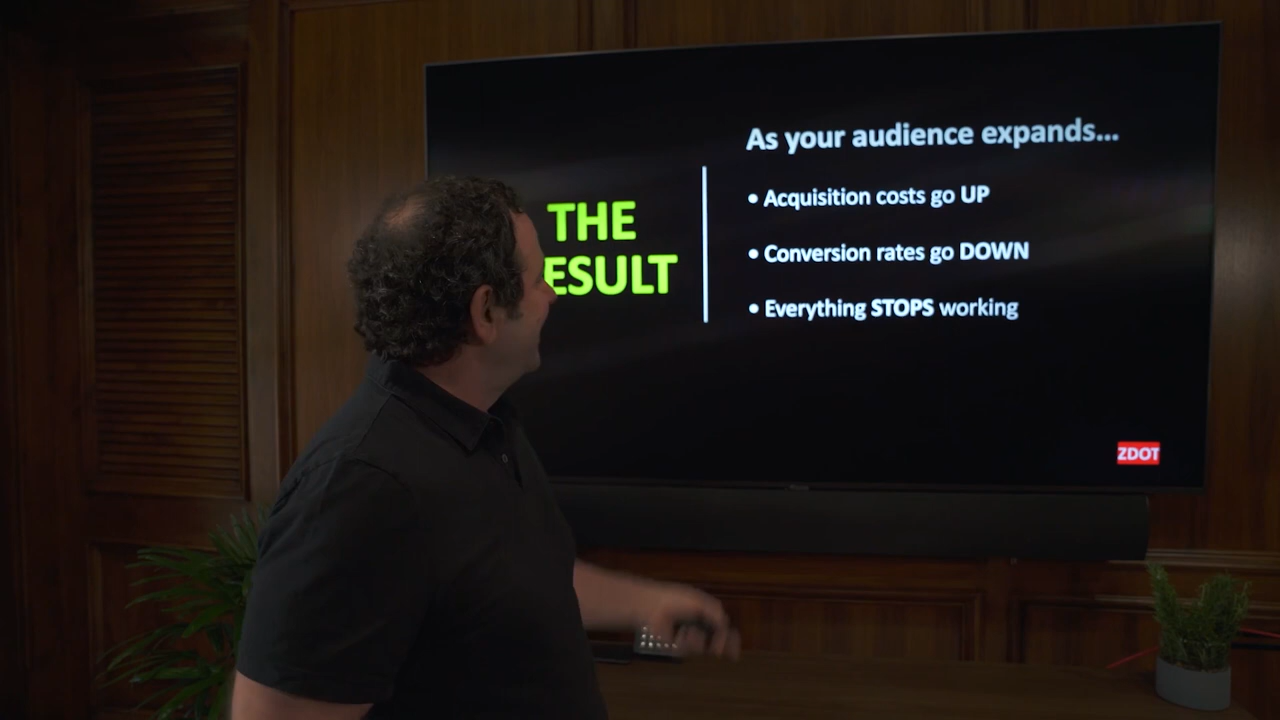 THE
ESULT
As your audience expands...
• Acquisition costs go UP
• Conversion rates go DOWN
• Everything STOPS working
ZDOT